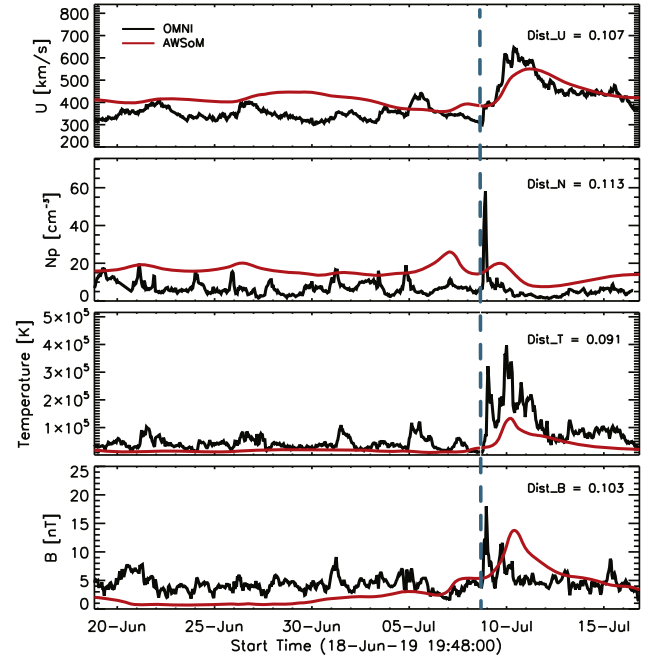 OMNI
AWSoM
Dist_U = 0.107
U [km/s]
800
700
600
500
400
300
200
Dist_N = 0.113
Np [cm⁻³]
60
40
20
0
Dist_T = 0.091
Temperature [K]
5×10⁵
4×10⁵
3×10⁵
2×10⁵
1×10⁵
Dist_B = 0.103
B [nT]
25
20
15
10
5
0
20-Jun 25-Jun 30-Jun 05-Jul 10-Jul 15-Jul
Start Time (18-Jun-19 19:48:00)